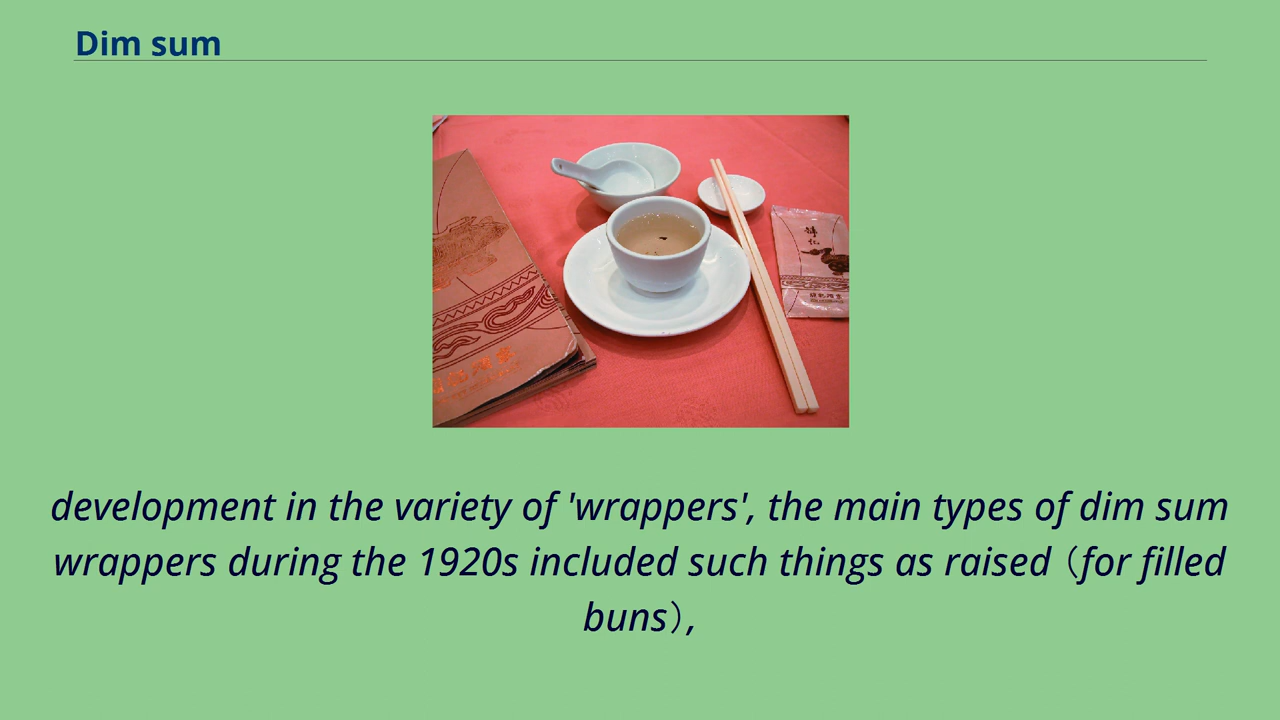 Dim sum
development in the variety of 'wrappers', the main types of dim sum
wrappers during the 1920s included such things as raised（for filled
buns）,